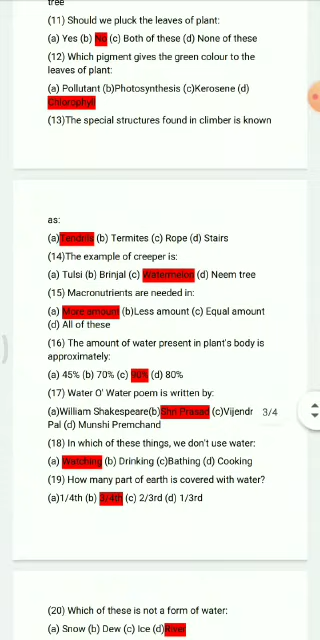 tree
(11) Should we pluck the leaves of plant:
(a) Yes (b) No (c) Both of these (d) None of these
(12) Which pigment gives the green colour to the
leaves of plant:
(a) Pollutant (b)Photosynthesis (c)Kerosene (d)
Chlorophyll
(13)The special structures found in climber is known
as:
(a)Tendrils (b) Termites (c) Rope (d) Stairs
(14)The example of creeper is:
(a) Tulsi (b) Brinjal (c) Watermelon (d) Neem tree
(15) Macronutrients are needed in:
(a) More amount (b)Less amount (c) Equal amount
(d) All of these
(16) The amount of water present in plant's body is
approximately:
(a) 45% (b) 70% (c) 90% (d) 80%
(17) Water O' Water poem is written by:
(a)William Shakespeare(b)Shri Prasad (c)Vijendr
Pal (d) Munshi Premchand
3/4
(18) In which of these things, we don't use water:
(a) Watching (b) Drinking (c)Bathing (d) Cooking
(19) How many part of earth is covered with water?
(a)1/4th (b) 3/4th (c) 2/3rd (d) 1/3rd
(20) Which of these is not a form of water:
(a) Snow (b) Dew (c) Ice (d)River